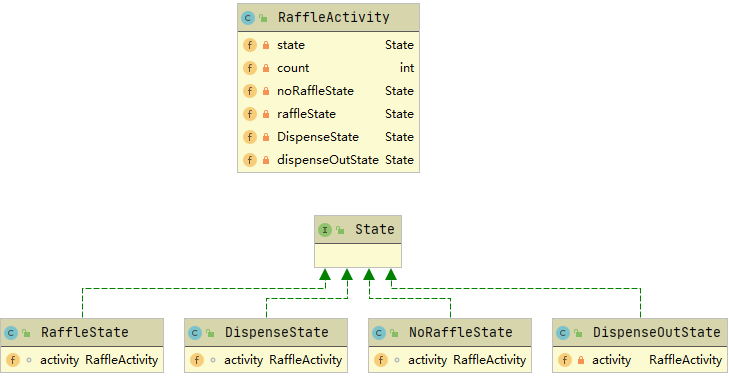 C RaffleActivity
f state State
f count int
f noRaffleState State
f raffleState State
f DispenseState State
f dispenseOutState State
I State
C RaffleState
f activity RaffleActivity
C DispenseState
f activity RaffleActivity
C NoRaffleState
f activity RaffleActivity
C DispenseOutState
f activity RaffleActivity